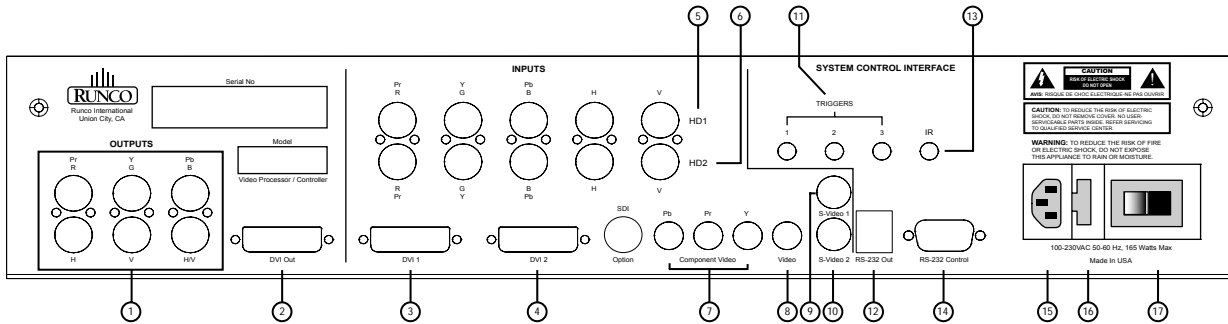 5
6
11
13
Serial No
RUNCO
Runco International
Union City, CA
INPUTS
Pr
R
Y
G
Pb
B
H
V
HD1
HD2
R
Pr
G
Y
B
Pb
H
V
SYSTEM CONTROL INTERFACE
TRIGGERS
1
2
3
IR
CAUTION
RISK OF ELECTRIC SHOCK
DO NOT OPEN
AVIS: RISQUE DE CHOC ELECTRIQUE-NE PAS OUVRIR
CAUTION: TO REDUCE THE RISK OF ELECTRIC
SHOCK, DO NOT REMOVE COVER. NO USER-
SERVICEABLE PARTS INSIDE. REFER SERVICING
TO QUALIFIED SERVICE CENTER.
WARNING: TO REDUCE THE RISK OF FIRE
OR ELECTRIC SHOCK, DO NOT EXPOSE
THIS APPLIANCE TO RAIN OR MOISTURE.
OUTPUTS
Pr
R
Y
G
Pb
B
H
V
H/V
Model
Video Processor / Controller
DVI Out
DVI 1
DVI 2
SDI
Option
Pb
Pr
Y
Component Video
Video
S-Video 1
S-Video 2
RS-232 Out
RS-232 Control
100-230VAC 50-60 Hz, 165 Watts Max
Made In USA
1
2
3
4
7
8
9
10
12
14
15
16
17